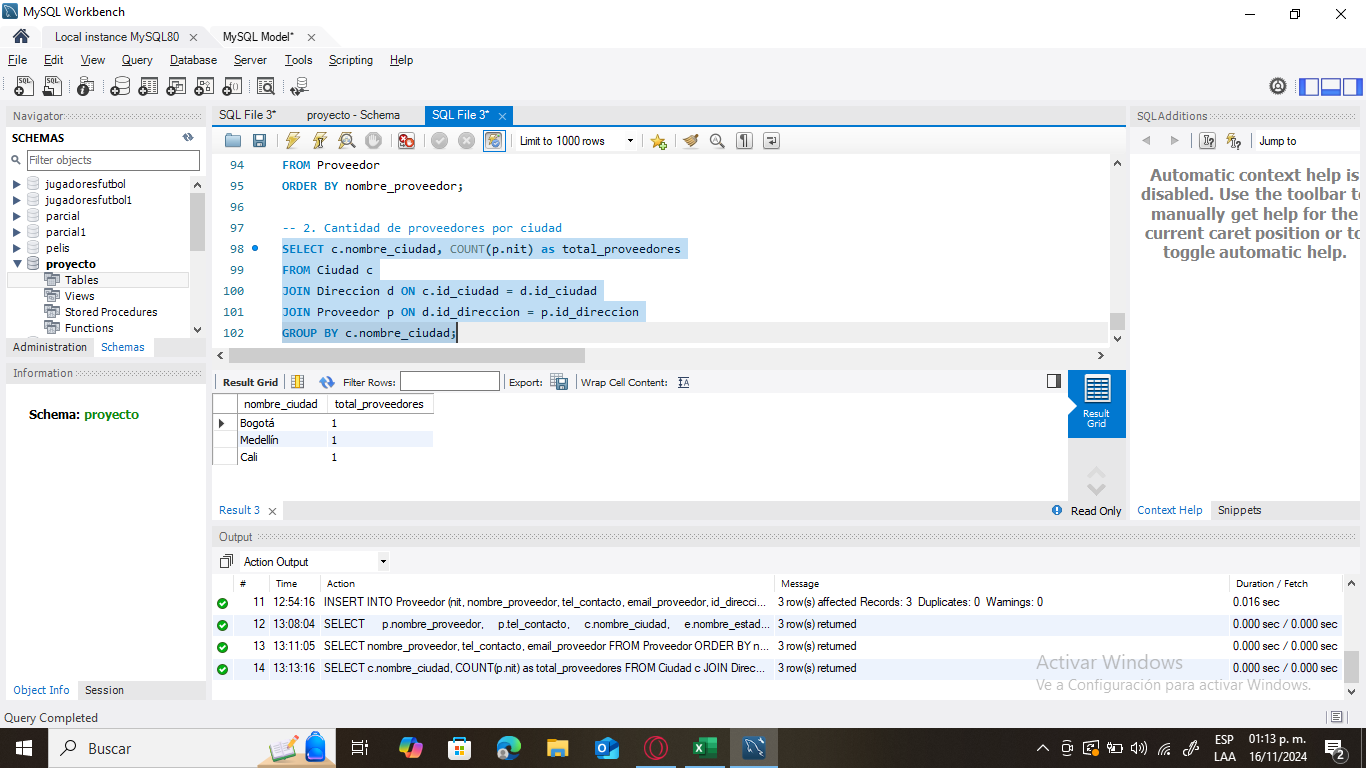 MySQL Workbench
Local instance MySQL80
MySQL Model*
File Edit View Query Database Server Tools Scripting Help
Navigator
SCHEMAS
Filter objects
jugadoresfutbol
jugadoresfutbol1
parcial
parcial1
pelis
proyecto
Tables
Views
Stored Procedures
Functions
Administration Schemas
Information
Schema: proyecto
Object Info Session
SQL File 3* proyecto - Schema SQL File 3*
Limit to 1000 rows
94 FROM Proveedor
95 ORDER BY nombre_proveedor;
96
97 -- 2. Cantidad de proveedores por ciudad
98 SELECT c.nombre_ciudad, COUNT(p.nit) as total_proveedores
99 FROM Ciudad c
100 JOIN Direccion d ON c.id_ciudad = d.id_ciudad
101 JOIN Proveedor p ON d.id_direccion = p.id_direccion
102 GROUP BY c.nombre_ciudad;
Result Grid Filter Rows: Export: Wrap Cell Content:
nombre_ciudad total_proveedores
Bogotá 1
Medellín 1
Cali 1
Result Grid
Result 3
Read Only
SQLAdditions
Jump to
Automatic context help is
disabled. Use the toolbar t
manually get help for the
current caret position or to
toggle automatic help.
Context Help Snippets
Output
Action Output
# Time Action Message Duration / Fetch
11 12:54:16 INSERT INTO Proveedor (nit, nombre_proveedor, tel_contacto, email_proveedor, id_direcci... 3 row(s) affected Records: 3 Duplicates: 0 Warnings: 0 0.016 sec
12 13:08:04 SELECT p.nombre_proveedor, p.tel_contacto, c.nombre_ciudad, e.nombre_estad... 3 row(s) returned 0.000 sec / 0.000 sec
13 13:11:05 SELECT nombre_proveedor, tel_contacto, email_proveedor FROM Proveedor ORDER BY n... 3 row(s) returned 0.000 sec / 0.000 sec
14 13:13:16 SELECT c.nombre_ciudad, COUNT(p.nit) as total_proveedores FROM Ciudad c JOIN Direc... 3 row(s) returned 0.000 sec / 0.000 sec
Activar Windows
Ve a Configuración para activar Windows.
Query Completed
Buscar
ESP
LAA
01:13 p. m.
16/11/2024
2